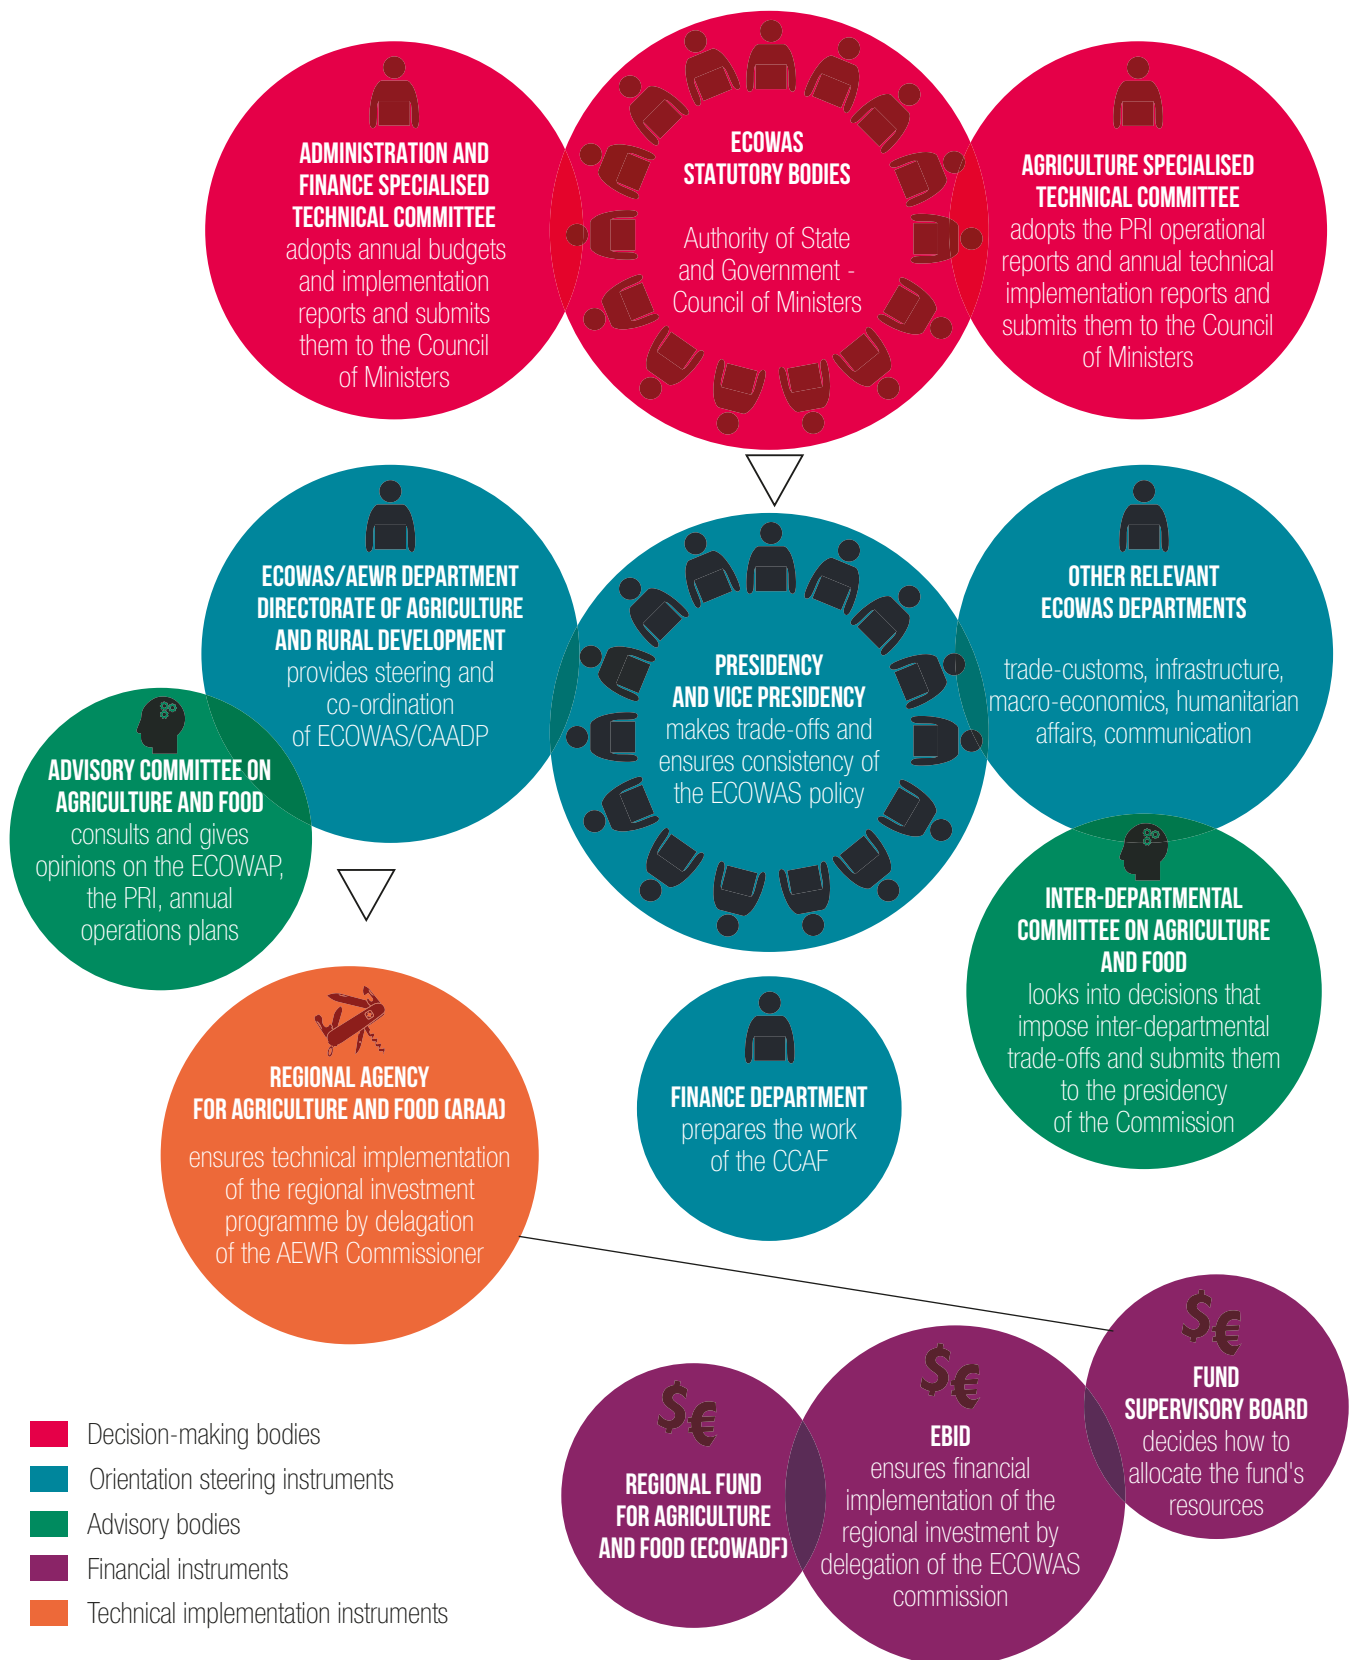 ADMINISTRATION AND
FINANCE SPECIALISED
TECHNICAL COMMITTEE
adopts annual budgets
and implementation
reports and submits
them to the Council
of Ministers
ECOWAS
STATUTORY BODIES
Authority of State
and Government -
Council of Ministers
AGRICULTURE SPECIALISED
TECHNICAL COMMITTEE
adopts the PRI operational
reports and annual technical
implementation reports and
submits them to the Council
of Ministers
ECOWAS/AEWR DEPARTMENT
DIRECTORATE OF AGRICULTURE
AND RURAL DEVELOPMENT
provides steering and
co-ordination
of ECOWAS/CAADP
PRESIDENCY
AND VICE PRESIDENCY
makes trade-offs and
ensures consistency of
the ECOWAS policy
OTHER RELEVANT
ECOWAS DEPARTMENTS
trade-customs, infrastructure,
macro-economics, humanitarian
affairs, communication
ADVISORY COMMITTEE ON
AGRICULTURE AND FOOD
consults and gives
opinions on the ECOWAP,
the PRI, annual
operations plans
INTER-DEPARTMENTAL
COMMITTEE ON AGRICULTURE
AND FOOD
looks into decisions that
impose inter-departmental
trade-offs and submits them
to the presidency
of the Commission
REGIONAL AGENCY
FOR AGRICULTURE AND FOOD (ARAA)
ensures technical implementation
of the regional investment
programme by delagation
of the AEWR Commissioner
FINANCE DEPARTMENT
prepares the work
of the CCAF
$€
REGIONAL FUND
FOR AGRICULTURE
AND FOOD (ECOWADF)
$€
EBID
ensures financial
implementation of the
regional investment by
delegation of the ECOWAS
commission
$€
FUND
SUPERVISORY BOARD
decides how to
allocate the fund's
resources
Decision-making bodies
Orientation steering instruments
Advisory bodies
Financial instruments
Technical implementation instruments